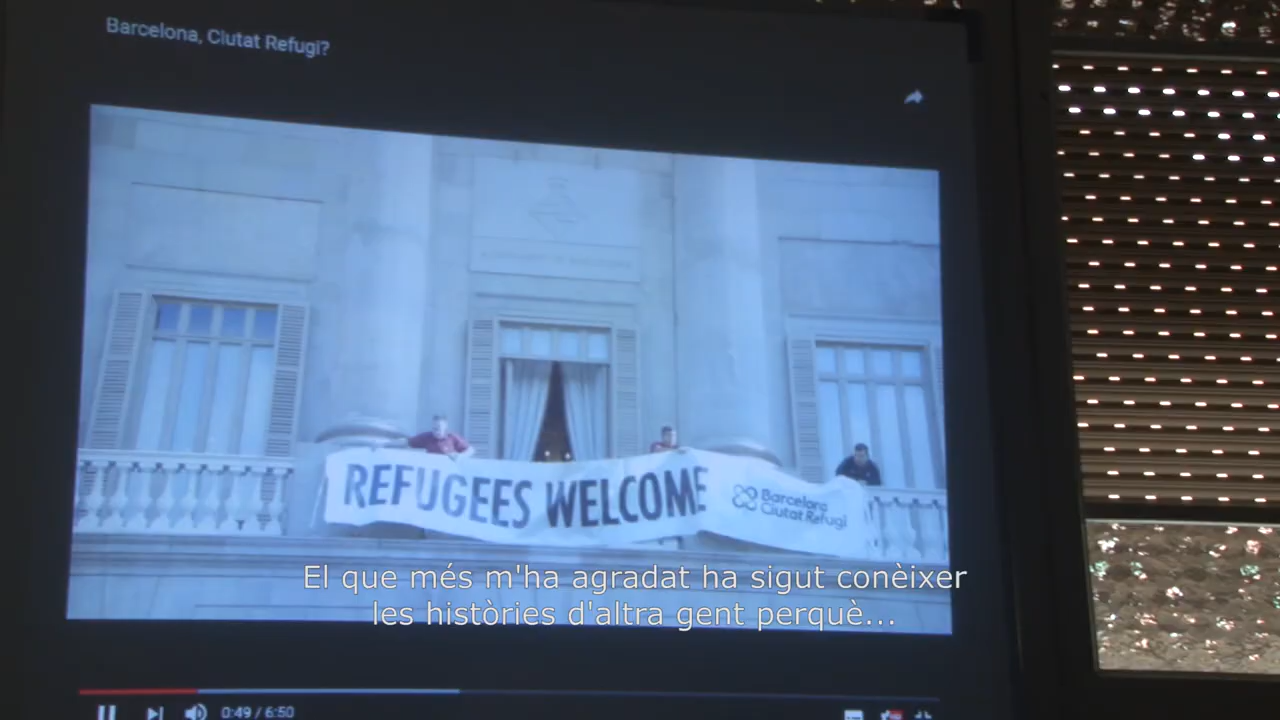 Barcelona, Ciutat Refugi?
REFUGEES WELCOME
Barcelona
Ciutat Refugi
El que més m'ha agradat ha sigut conèixer
les històries d'altra gent perquè...
0:49 / 6:50